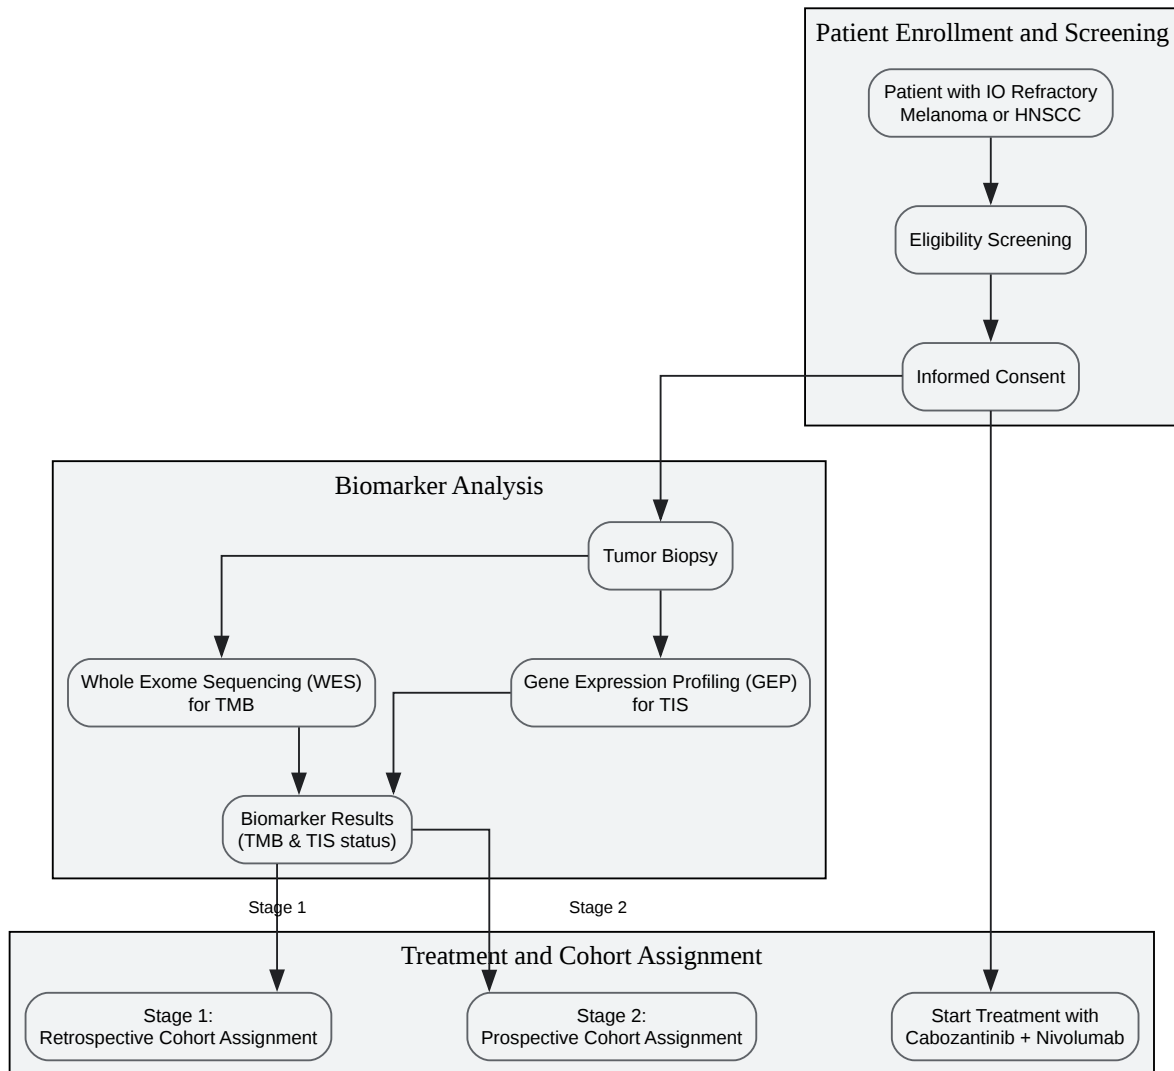 Patient Enrollment and Screening
Patient with IO Refractory
Melanoma or HNSCC
Eligibility Screening
Informed Consent
Biomarker Analysis
Tumor Biopsy
Whole Exome Sequencing (WES)
for TMB
Gene Expression Profiling (GEP)
for TIS
Biomarker Results
(TMB & TIS status)
Stage 1
Stage 2
Treatment and Cohort Assignment
Stage 1:
Retrospective Cohort Assignment
Stage 2:
Prospective Cohort Assignment
Start Treatment with
Cabozantinib + Nivolumab